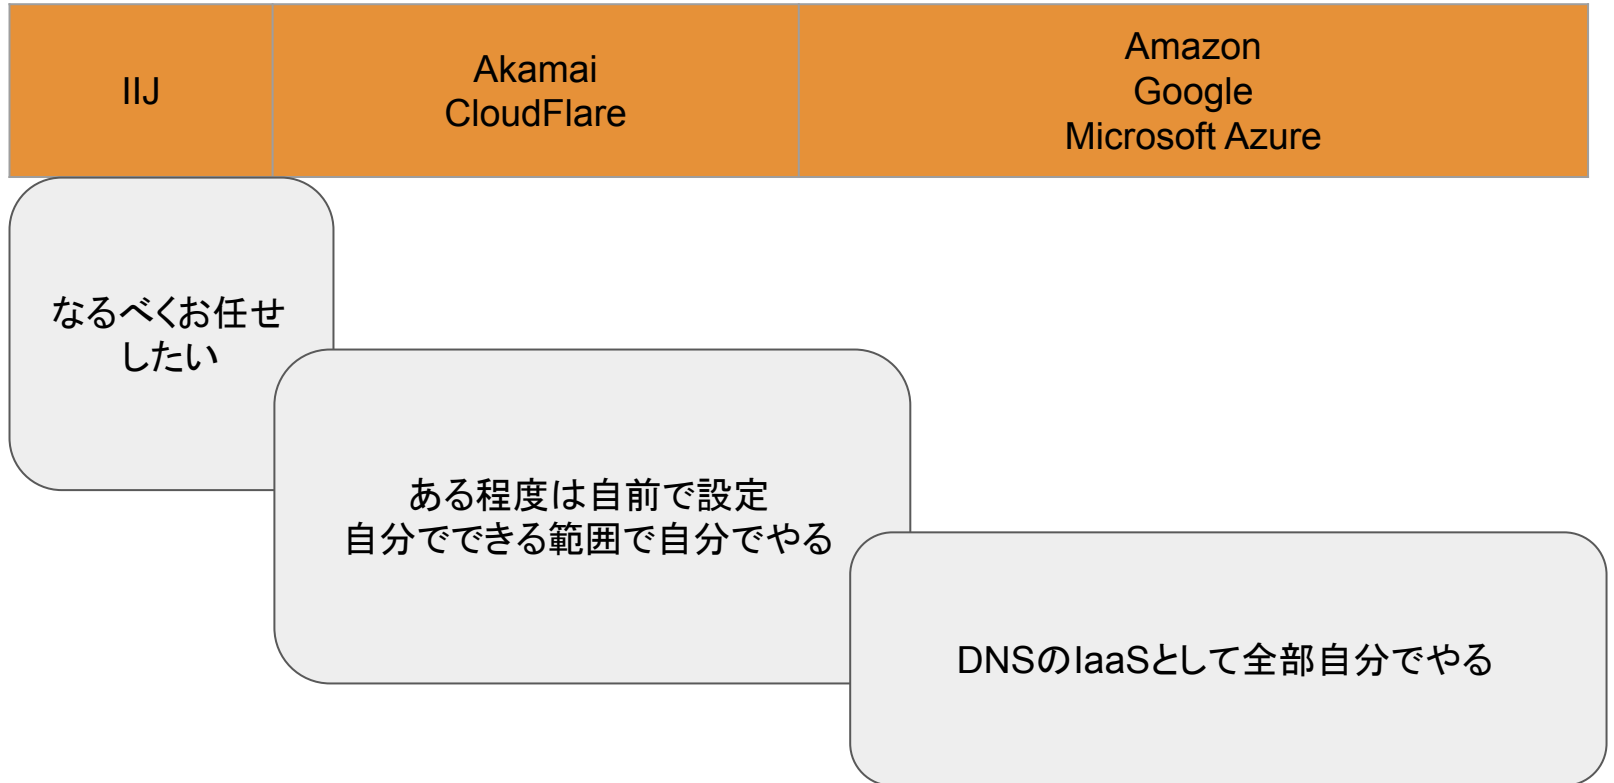 IIJ
Akamai
CloudFlare
Amazon
Google
Microsoft Azure
なるべくお任せ
したい
ある程度は自前で設定
自分でできる範囲で自分でやる
DNSのIaaSとして全部自分でやる